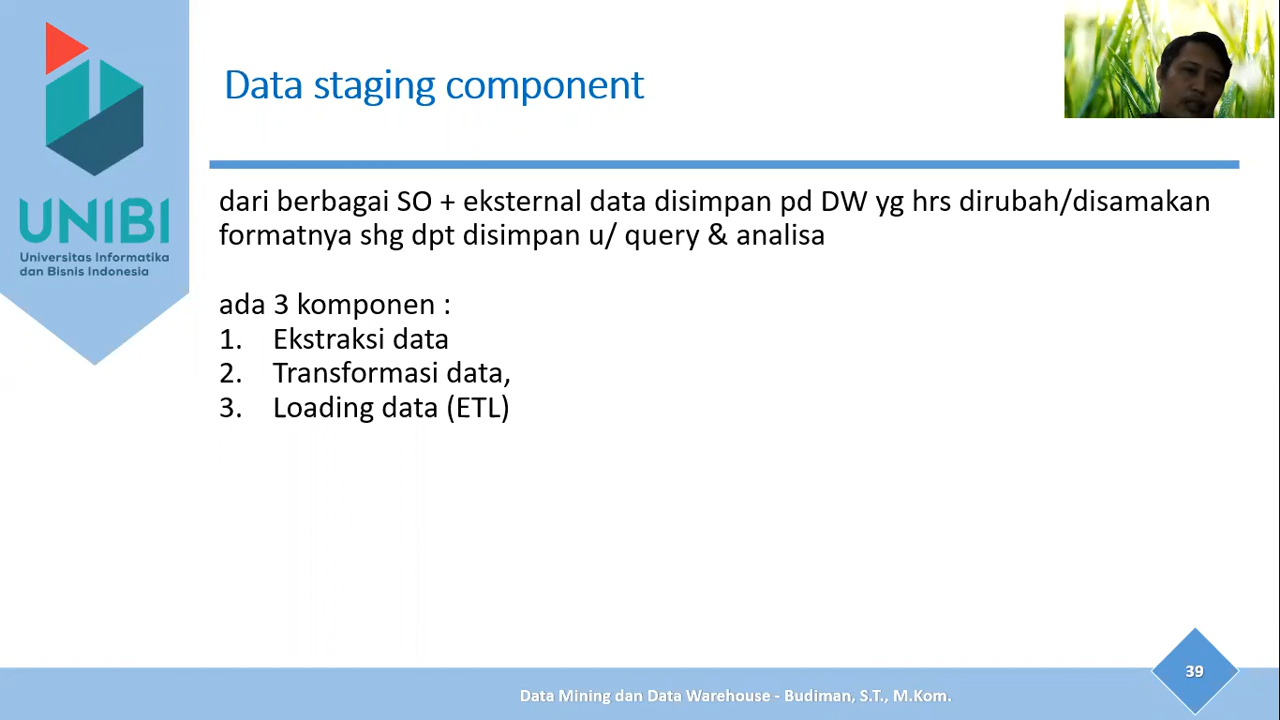 Data staging component
UNIBI
Universitas Informatika
dan Bisnis Indonesia
dari berbagai SO + eksternal data disimpan pd DW yg hrs dirubah/disamakan
formatnya shg dpt disimpan u/ query & analisa
ada 3 komponen :
1. Ekstraksi data
2. Transformasi data,
3. Loading data (ETL)
39
Data Mining dan Data Warehouse - Budiman, S.T., M.Kom.